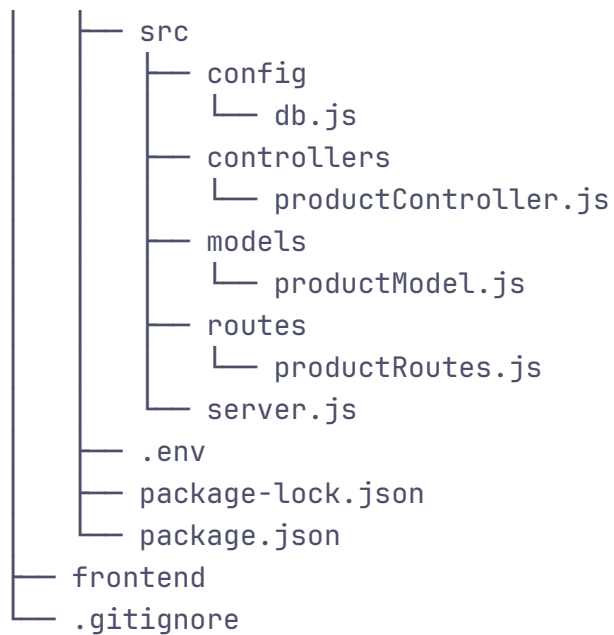 src
config
db.js
controllers
productController.js
models
productModel.js
routes
productRoutes.js
server.js
.env
package-lock.json
package.json
frontend
.gitignore